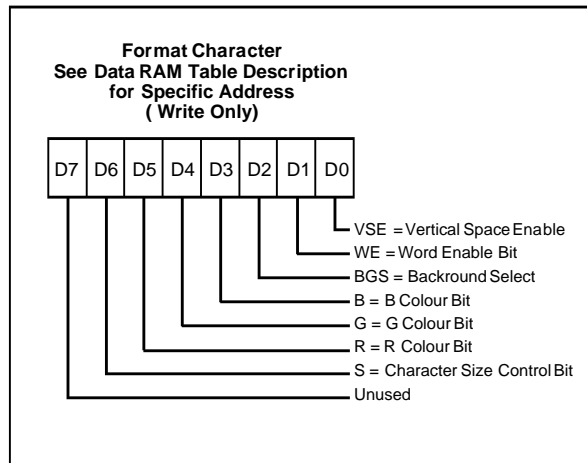 Format Character
See Data RAM Table Description
for Specific Address
( Write Only)
D7 D6 D5 D4 D3 D2 D1 D0
VSE = Vertical Space Enable
WE = Word Enable Bit
BGS = Backround Select
B = B Colour Bit
G = G Colour Bit
R = R Colour Bit
S = Character Size Control Bit
Unused